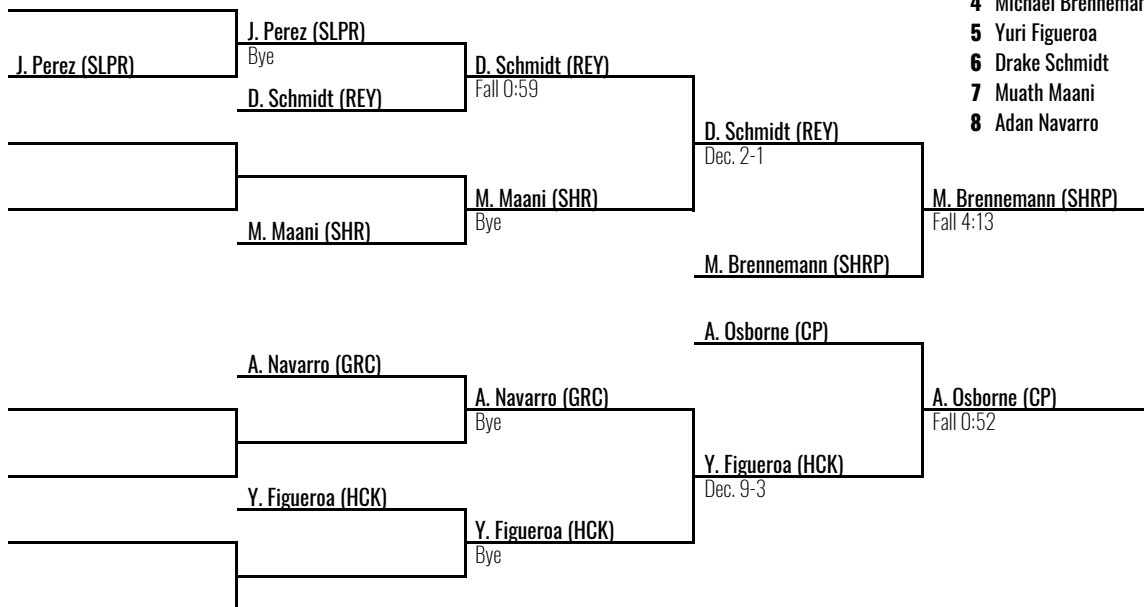 4 Michael Brenneman
J. Perez (SLPR)
5 Yuri Figueroa
Bye
J. Perez (SLPR)
D. Schmidt (REY)
6 Drake Schmidt
Fall 0:59
D. Schmidt (REY)
7 Muath Maani
8 Adan Navarro
D. Schmidt (REY)
Dec. 2-1
M. Maani (SHR)
M. Brennemann (SHRP)
Bye
Fall 4:13
M. Maani (SHR)
M. Brennemann (SHRP)
A. Osborne (CP)
A. Navarro (GRC)
A. Navarro (GRC)
A. Osborne (CP)
Bye
Fall 0:52
Y. Figueroa (HCK)
Dec. 9-3
Y. Figueroa (HCK)
Y. Figueroa (HCK)
Bye